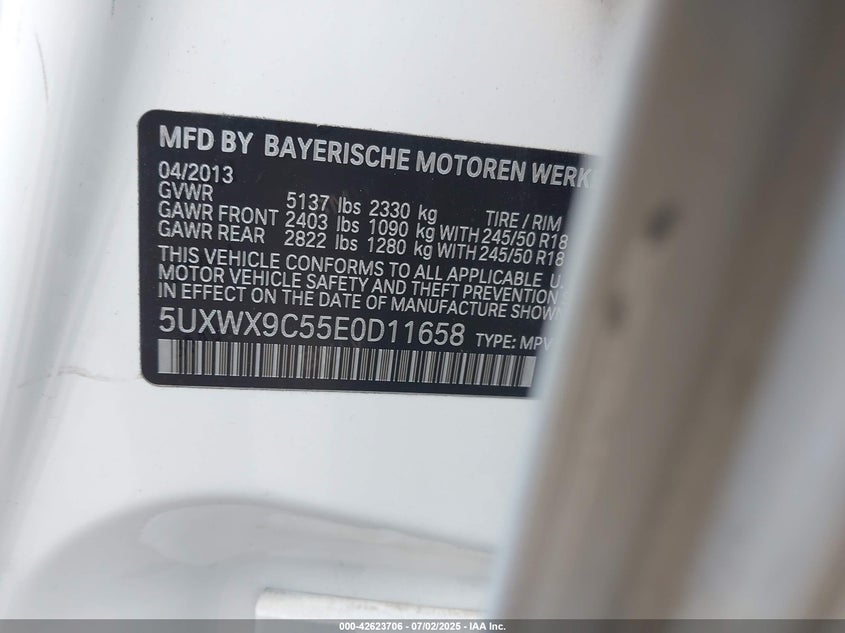 MFD BY BAYERISCHE MOTOREN WERK
04/2013
GVWR 5137 lbs 2330 kg TIRE / RIM
GAWR FRONT 2403 lbs 1090 kg WITH 245/50 R18
GAWR REAR 2822 lbs 1280 kg WITH 245/50 R18
THIS VEHICLE CONFORMS TO ALL APPLICABLE U.
MOTOR VEHICLE SAFETY AND THEFT PREVENTION S
IN EFFECT ON THE DATE OF MANUFACTURE SHOWN
5UXWX9C55E0D11658 TYPE: MPV
000-42623706 - 07/02/2025 - IAA Inc.